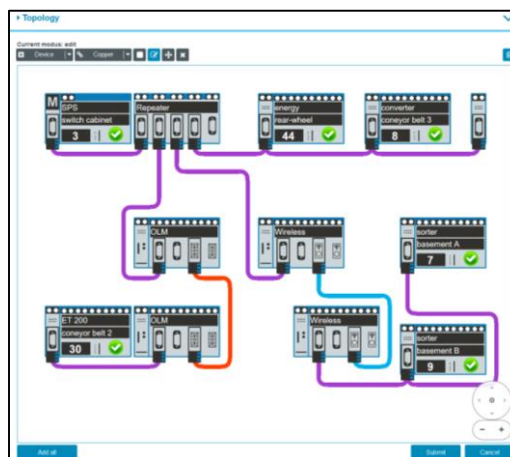 Topology
Current modus: edit
Device Copper
M SPS
switch cabinet
3
Repeater
energy
rear-wheel
44
converter
coneyor belt 3
8
OLM
Wireless
sorter
basement A
7
ET 200
coneyor belt 2
30
OLM
Wireless
sorter
basement B
9
Add all Submit Cancel